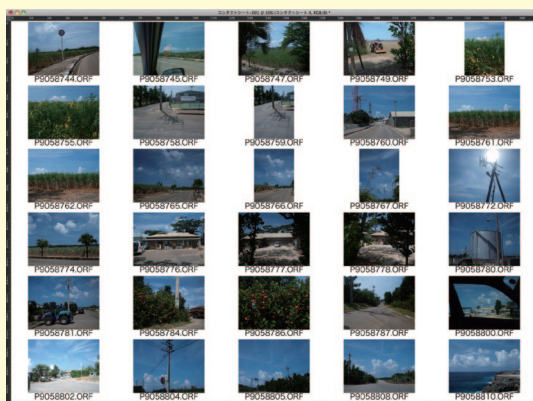 P9058744.ORF P9058745.ORF P9058747.ORF P9058749.ORF P9058753.ORF
P9058755.ORF P9058758.ORF P9058759.ORF P9058760.ORF P9058761.ORF
P9058762.ORF P9058765.ORF P9058766.ORF P9058767.ORF P9058772.ORF
P9058774.ORF P9058776.ORF P9058777.ORF P9058778.ORF P9058780.ORF
P9058781.ORF P9058784.ORF P9058786.ORF P9058787.ORF P9058800.ORF
P9058802.ORF P9058804.ORF P9058805.ORF P9058808.ORF P9058810.ORF